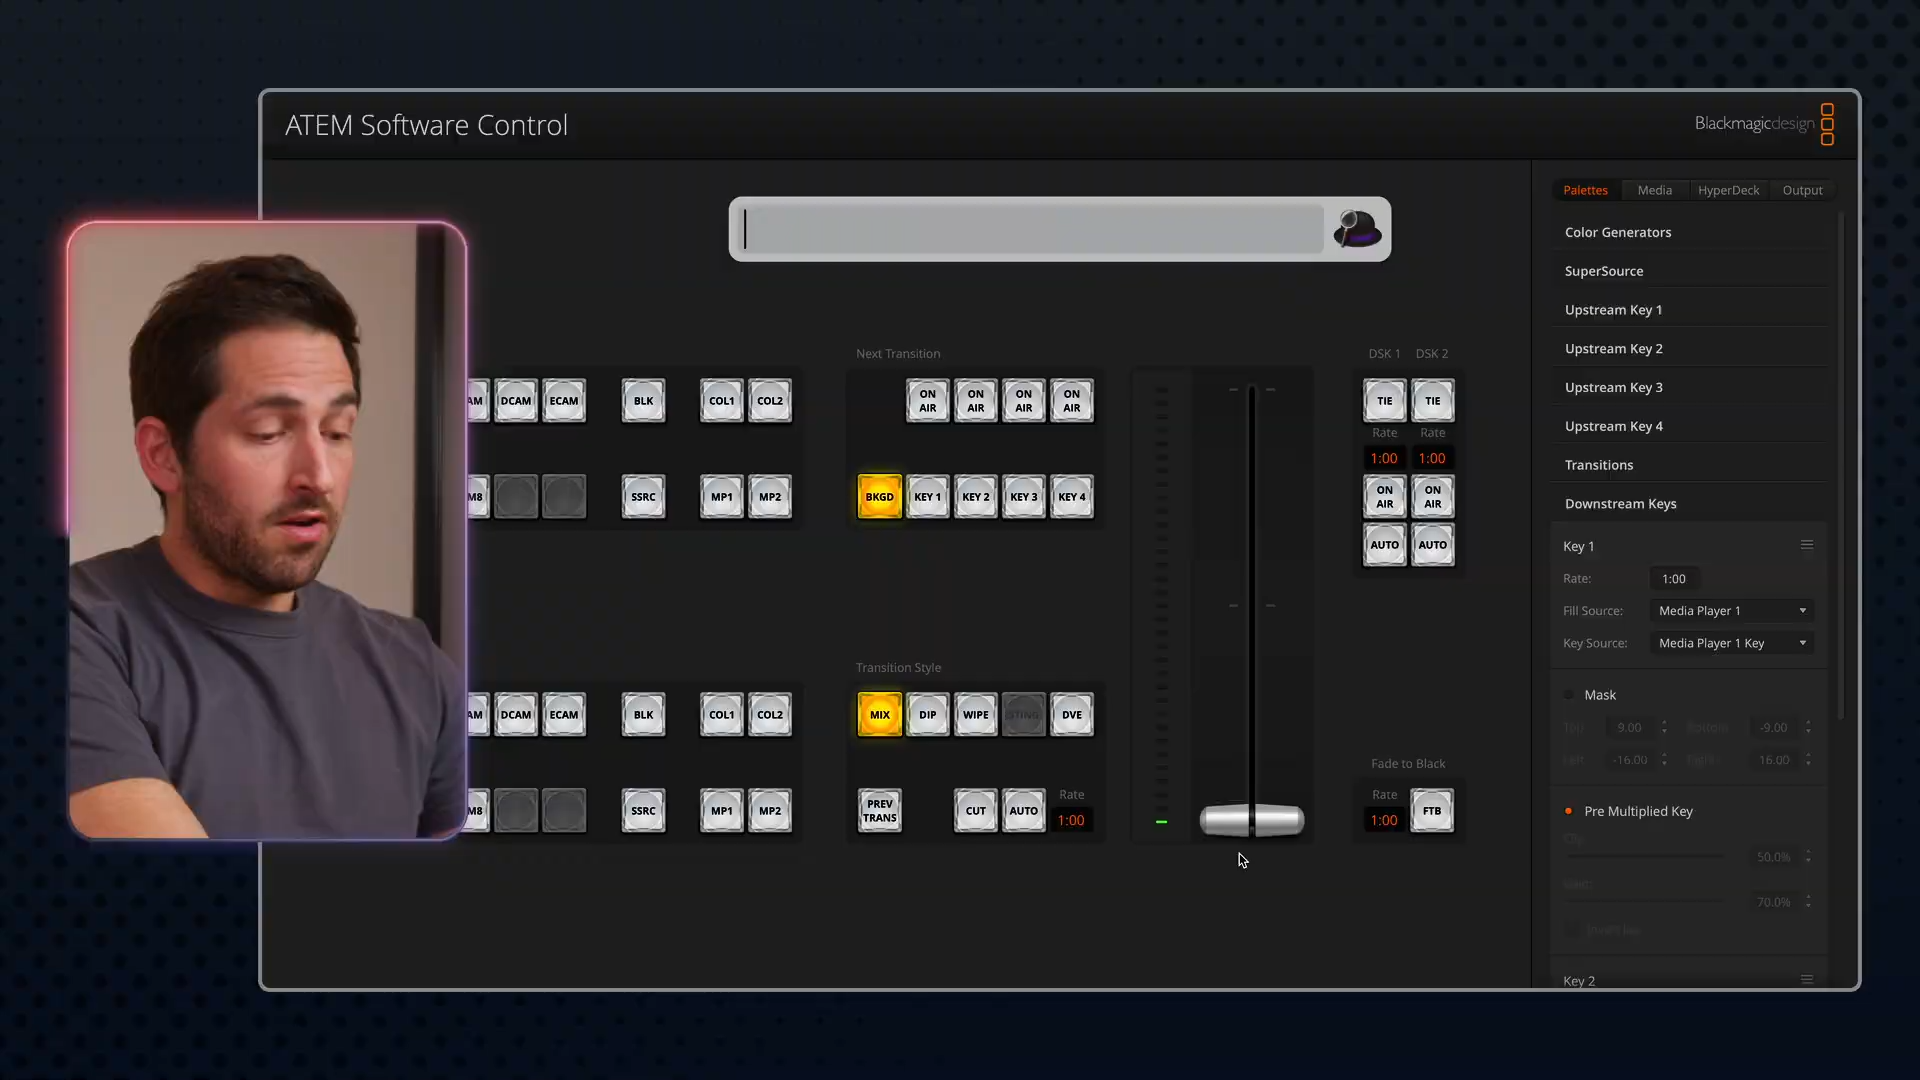 ATEM Software Control
Blackmagicdesign
Palettes Media HyperDeck Output
Color Generators
SuperSource
Upstream Key 1
Upstream Key 2
Upstream Key 3
Upstream Key 4
Transitions
Downstream Keys
Key 1
Rate: 1:00
Fill Source: Media Player 1
Key Source: Media Player 1 Key
Mask
9.00 -9.00
-16.00 16.00
Pre Multiplied Key
50.0%
70.0%
Key 2
AM DCAM ECAM BLK COL1 COL2
M8 SSRC MP1 MP2
Next Transition
ON AIR ON AIR ON AIR ON AIR
BKGD KEY 1 KEY 2 KEY 3 KEY 4
DSK 1 DSK 2
TIE TIE
Rate Rate
1:00 1:00
ON AIR ON AIR
AUTO AUTO
AM DCAM ECAM BLK COL1 COL2
M8 SSRC MP1 MP2
Transition Style
MIX DIP WIPE STING DVE
PREV TRANS CUT AUTO
Rate
1:00
Fade to Black
Rate
1:00 FTB